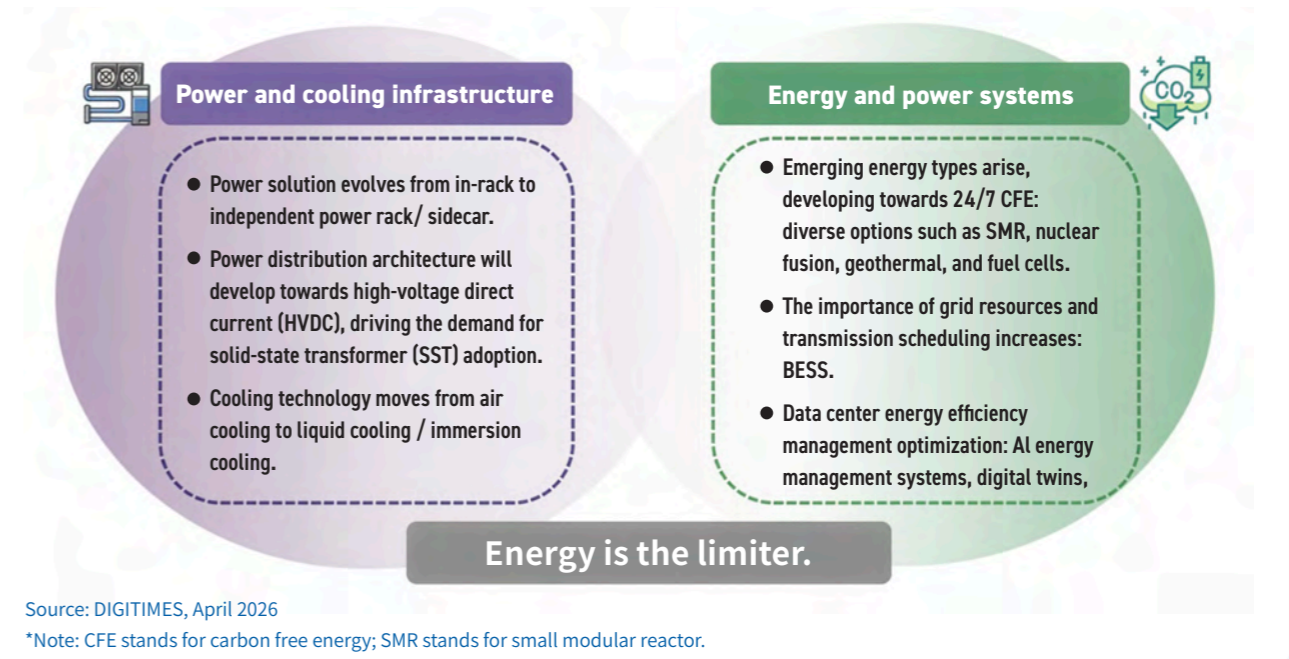 Power and cooling infrastructure
● Power solution evolves from in-rack to
independent power rack/ sidecar.
● Power distribution architecture will
develop towards high-voltage direct
current (HVDC), driving the demand for
solid-state transformer (SST) adoption.
● Cooling technology moves from air
cooling to liquid cooling / immersion
cooling.
CO2
Energy and power systems
● Emerging energy types arise,
developing towards 24/7 CFE:
diverse options such as SMR, nuclear
fusion, geothermal, and fuel cells.
● The importance of grid resources and
transmission scheduling increases:
BESS.
● Data center energy efficiency
management optimization: AI energy
management systems, digital twins,
Energy is the limiter.
Source: DIGITIMES, April 2026
*Note: CFE stands for carbon free energy; SMR stands for small modular reactor.